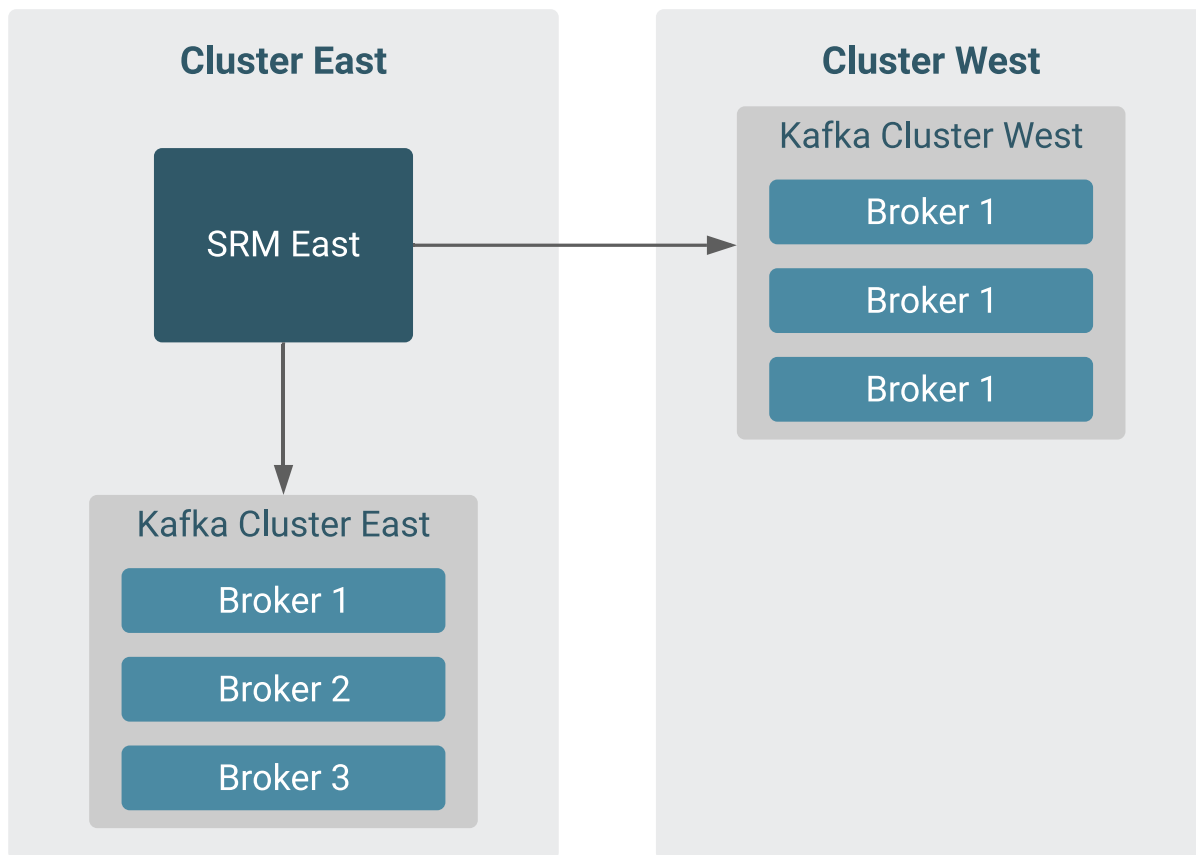 Cluster East
SRM East
Kafka Cluster East
Broker 1
Broker 2
Broker 3
Cluster West
Kafka Cluster West
Broker 1
Broker 1
Broker 1